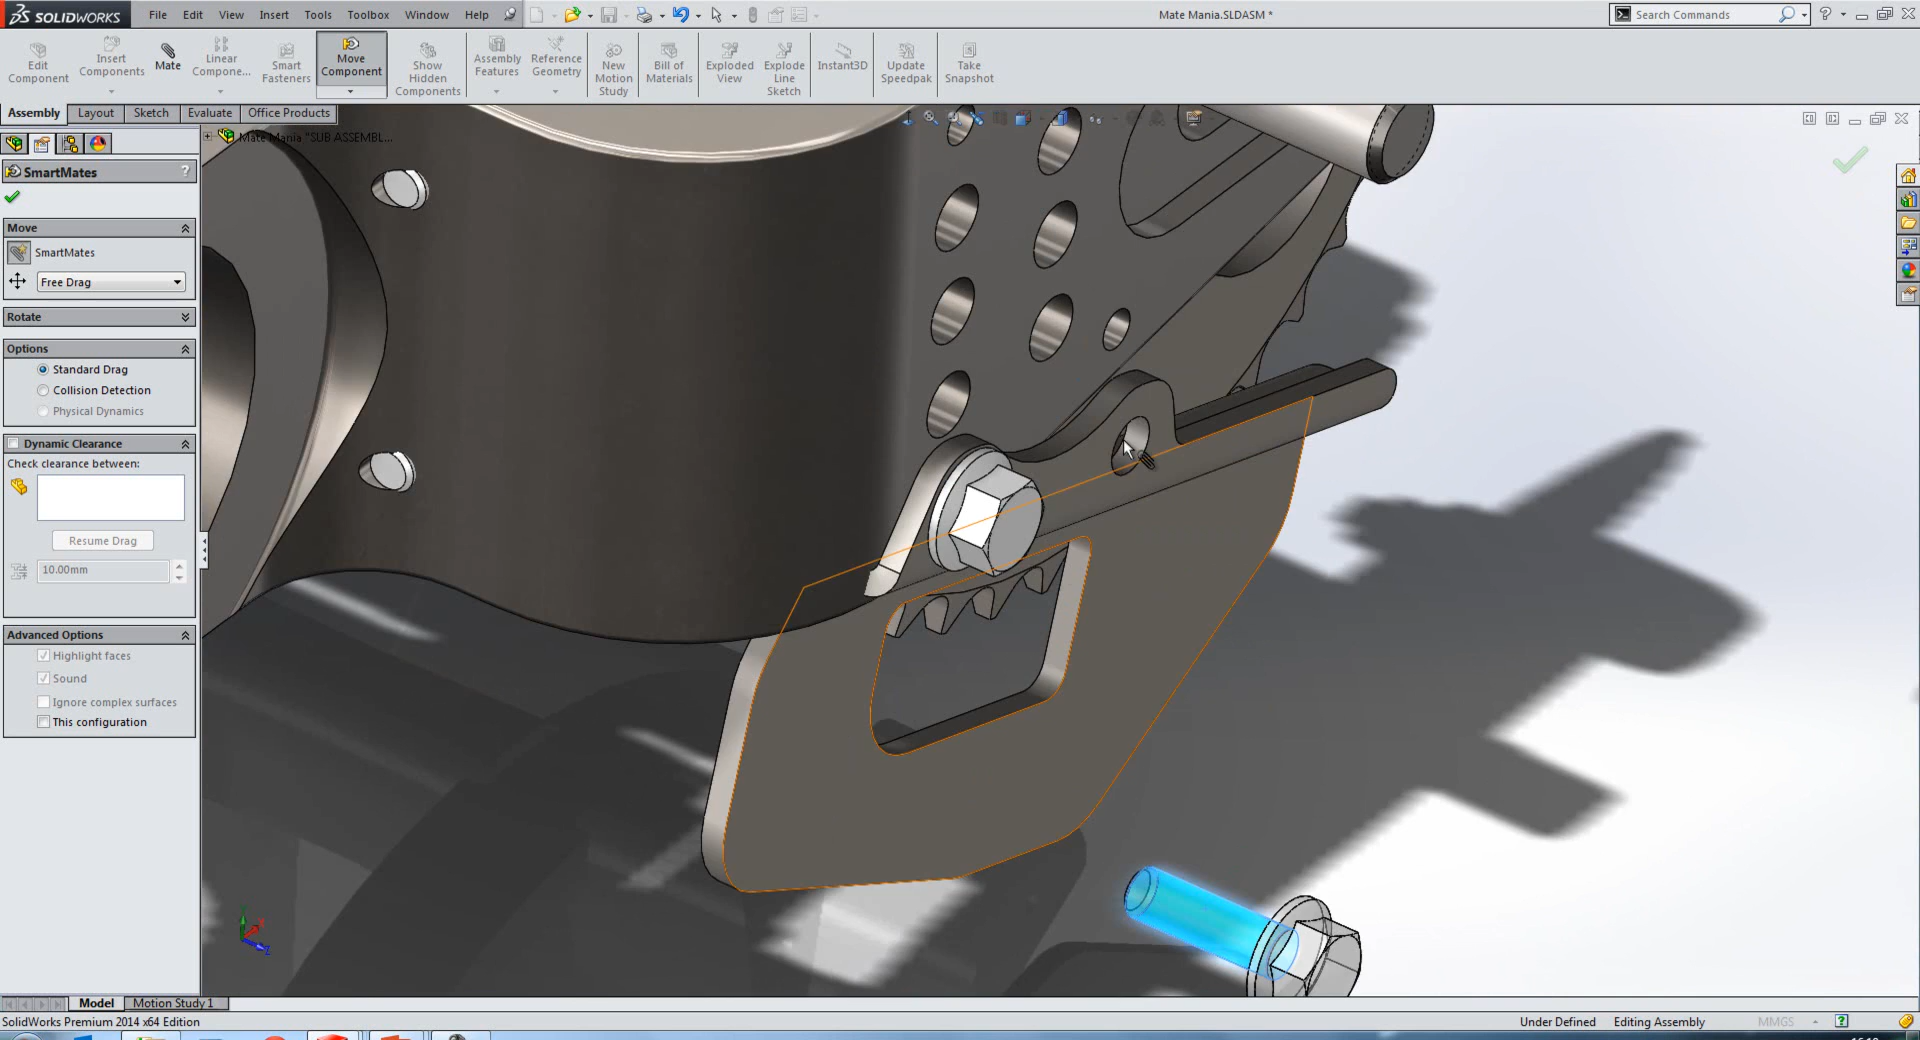 SOLIDWORKS File Edit View Insert Tools Toolbox Window Help Mate Mania.SLDASM * Search Commands ?
Edit Component
Insert Components
Mate
Linear Compone...
Smart Fasteners
Move Component
Show Hidden Components
Assembly Features
Reference Geometry
New Motion Study
Bill of Materials
Exploded View
Explode Line Sketch
Instant3D
Update Speedpak
Take Snapshot
Assembly Layout Sketch Evaluate Office Products
Mate Mania "SUB ASSEMBL...
SmartMates ?
Move
SmartMates
Free Drag
Rotate
Options
Standard Drag
Collision Detection
Physical Dynamics
Dynamic Clearance
Check clearance between:
Resume Drag
10.00mm
Advanced Options
Highlight faces
Sound
Ignore complex surfaces
This configuration
Model Motion Study 1
SolidWorks Premium 2014 x64 Edition Under Defined Editing Assembly MMGS ?